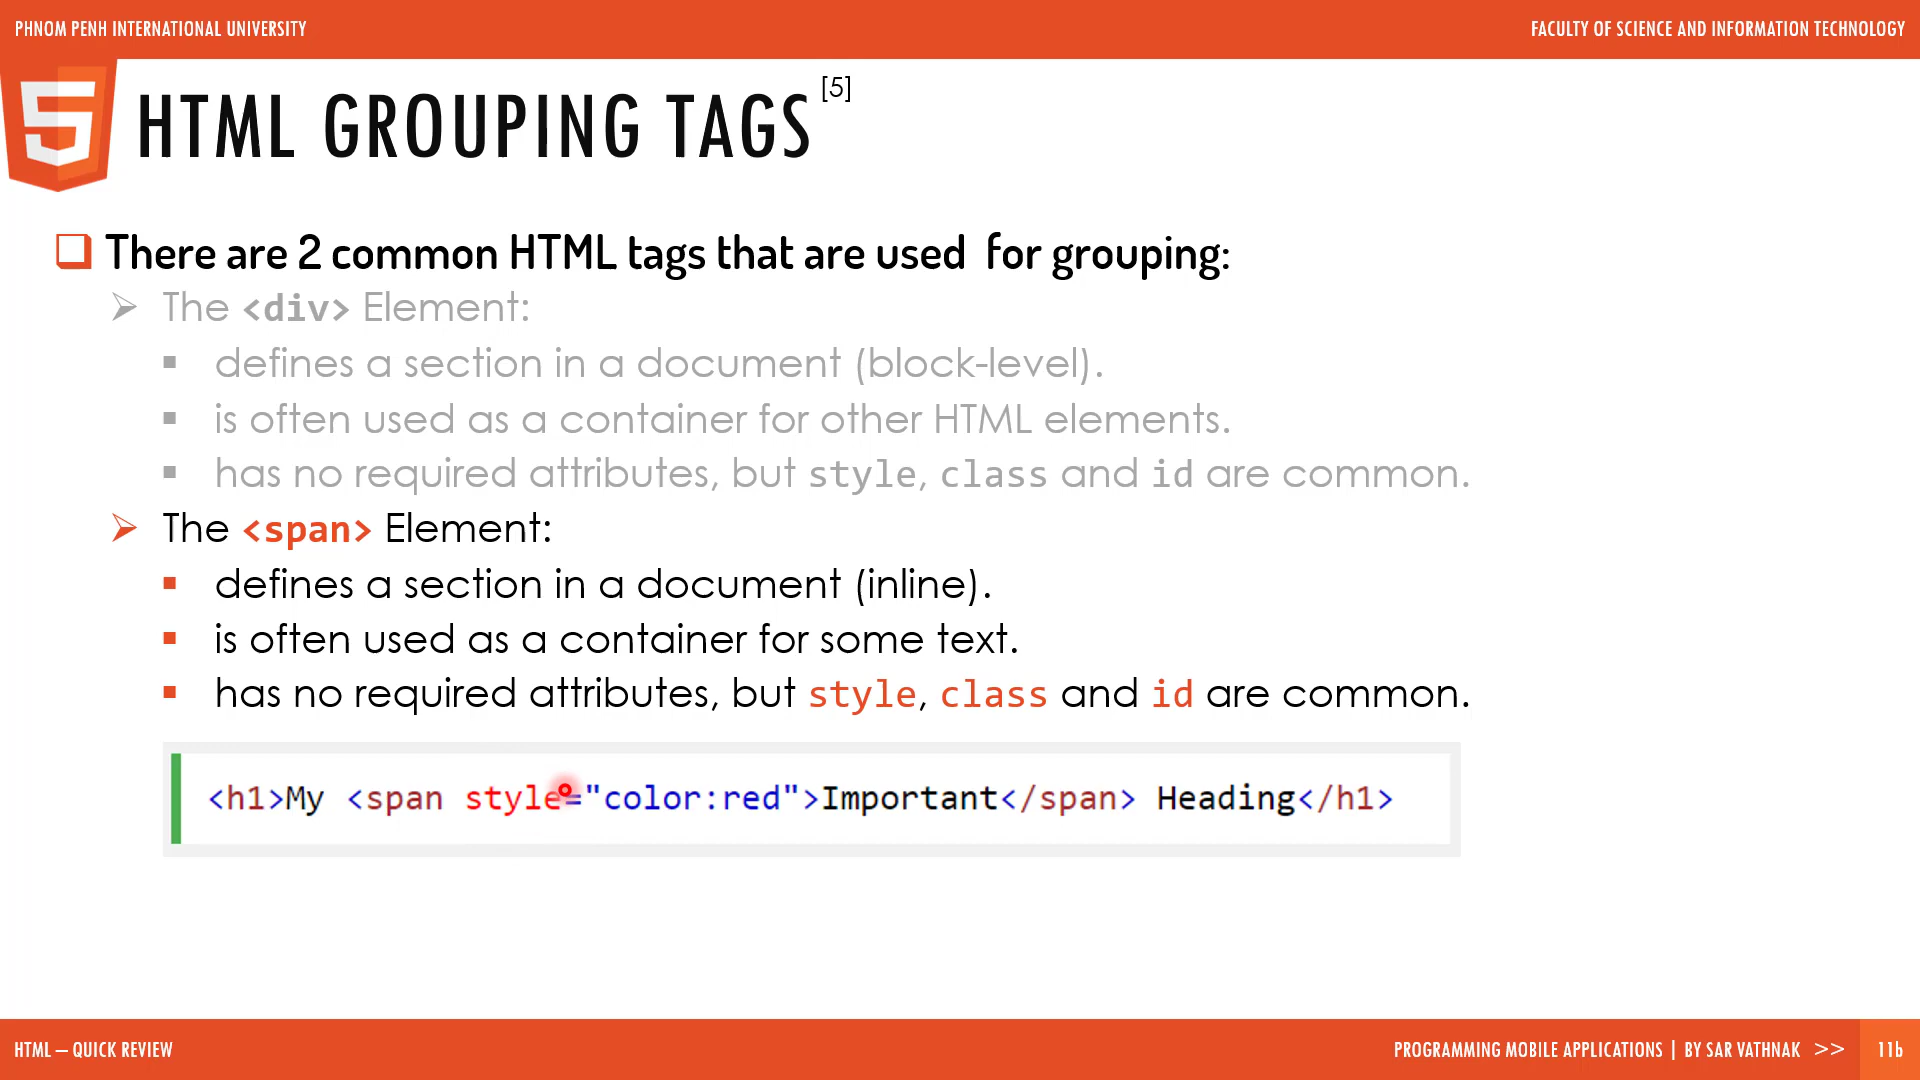 PHNOM PENH INTERNATIONAL UNIVERSITY
FACULTY OF SCIENCE AND INFORMATION TECHNOLOGY
HTML GROUPING TAGS [5]
There are 2 common HTML tags that are used for grouping:
The <div> Element:
defines a section in a document (block-level).
is often used as a container for other HTML elements.
has no required attributes, but style, class and id are common.
The <span> Element:
defines a section in a document (inline).
is often used as a container for some text.
has no required attributes, but style, class and id are common.
<h1>My <span style="color:red">Important</span> Heading</h1>
HTML – QUICK REVIEW
PROGRAMMING MOBILE APPLICATIONS | BY SAR VATHNAK >> 11b